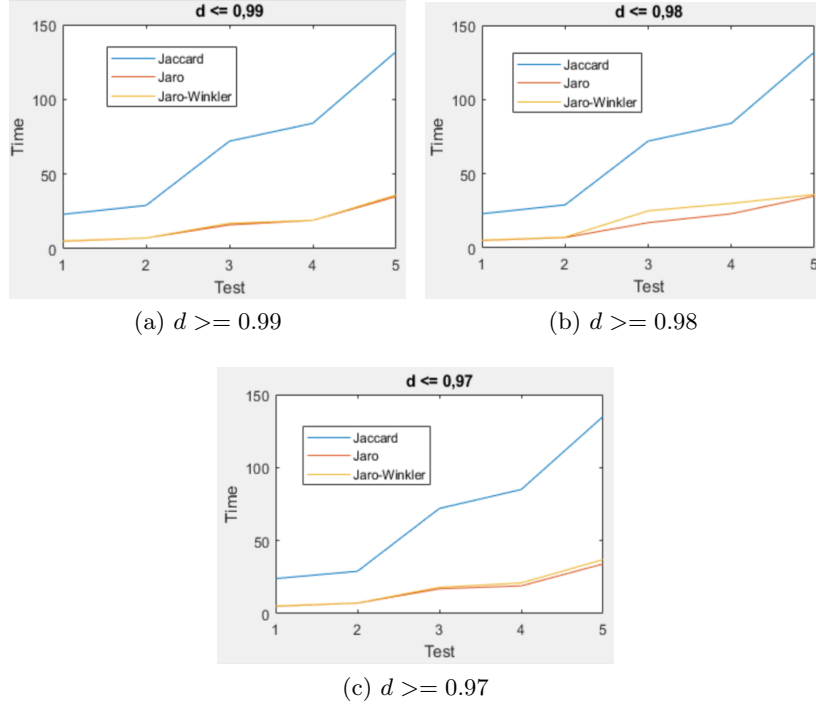 d <= 0,99
150
100
50
0
Time
Jaccard
Jaro
Jaro-Winkler
1 2 3 4 5
Test
(a) d >= 0.99
d <= 0,98
150
100
50
0
Time
Jaccard
Jaro
Jaro-Winkler
1 2 3 4 5
Test
(b) d >= 0.98
d <= 0,97
150
100
50
0
Time
Jaccard
Jaro
Jaro-Winkler
1 2 3 4 5
Test
(c) d >= 0.97